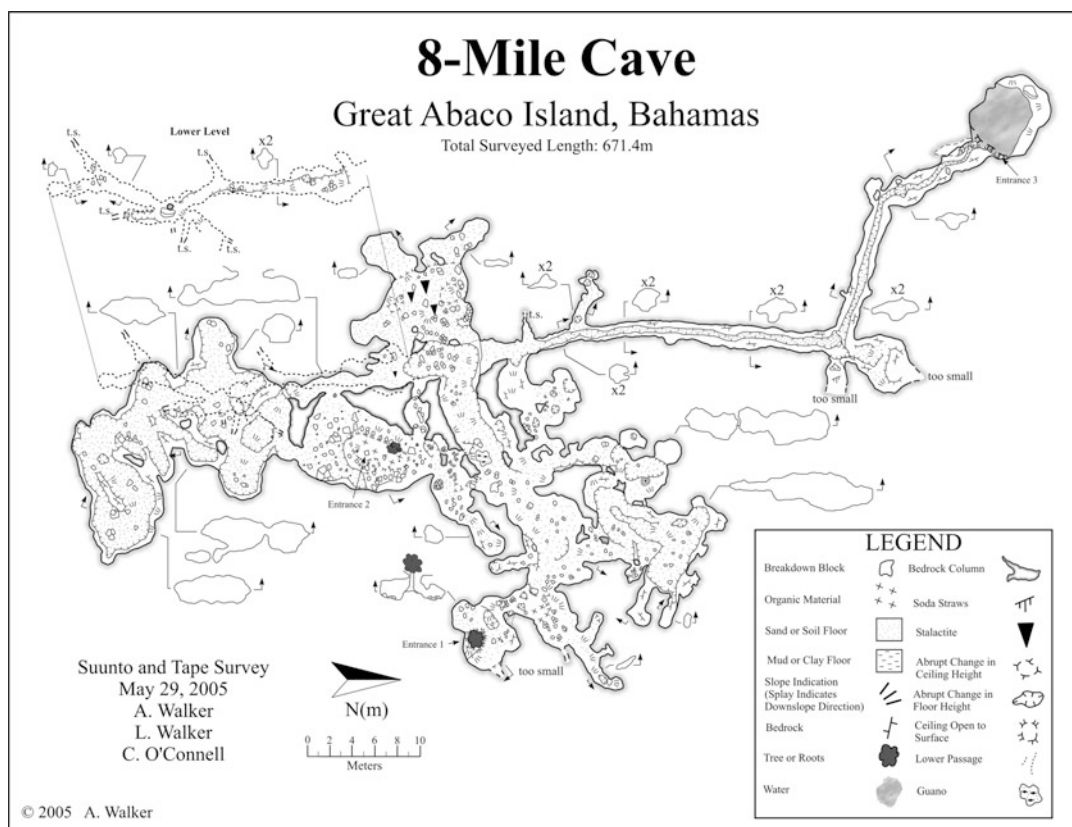 8-Mile Cave
Great Abaco Island, Bahamas
Total Surveyed Length: 671.4m
t.s.
Lower Level
t.s.
x2
t.s.
t.s.
t.s.
t.s.
Entrance 3
x2
x2
x2
x2
t.s.
x2
too small
too small
Entrance 2
Entrance 1
too small
Suunto and Tape Survey
May 29, 2005
A. Walker
L. Walker
C. O'Connell
N(m)
0 2 4 6 8 10
Meters
LEGEND
Breakdown Block
Bedrock Column
Organic Material
Soda Straws
Sand or Soil Floor
Stalactite
Mud or Clay Floor
Abrupt Change in
Ceiling Height
Slope Indication
(Splay Indicates
Downslope Direction)
Abrupt Change in
Floor Height
Bedrock
Ceiling Open to
Surface
Tree or Roots
Lower Passage
Water
Guano
© 2005 A. Walker